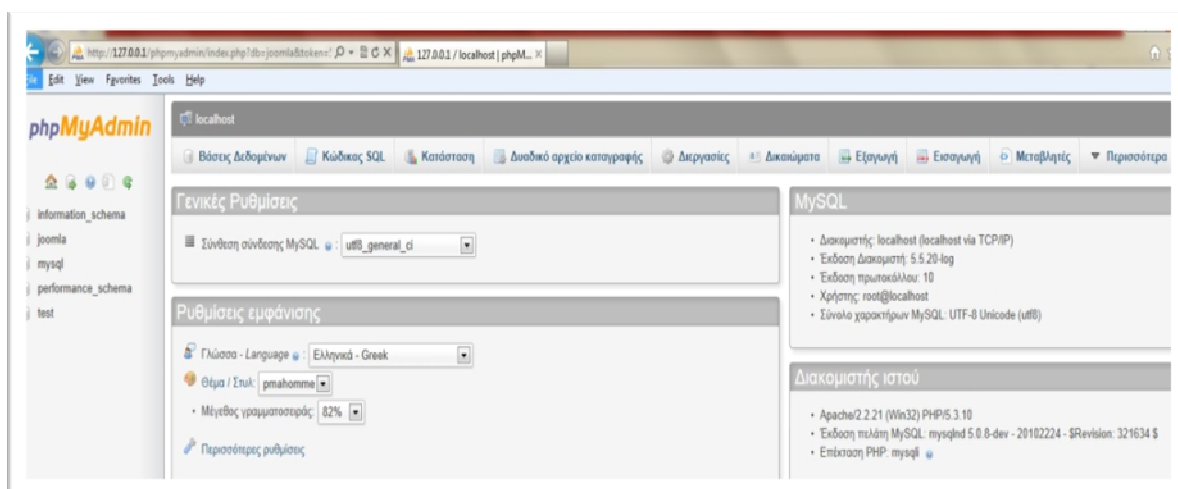 http://127.0.0.1/phpmyadmin/index.php?db=joomla&token=
127.0.0.1 / localhost | phpM...
File Edit View Favorites Tools Help
phpMyAdmin
localhost
Βάσεις Δεδομένων Κώδικας SQL Κατάσταση Δυαδικό αρχείο καταγραφής Διεργασίες Δικαιώματα Εξαγωγή Εισαγωγή Μεταβλητές Περισσότερα
information_schema
joomla
mysql
performance_schema
test
Γενικές Ρυθμίσεις
Σύνθεση σύνδεσης MySQL : utf8_general_ci
Ρυθμίσεις εμφάνισης
Γλώσσα - Language : Ελληνικά - Greek
Θέμα / Στυλ: pmahomme
• Μέγεθος γραμματοσειράς: 82%
Περισσότερες ρυθμίσεις
MySQL
• Διακομιστής: localhost (localhost via TCP/IP)
• Έκδοση Διακομιστή: 5.5.20-log
• Έκδοση πρωτοκόλλου: 10
• Χρήστης: root@localhost
• Σύνολο χαρακτήρων MySQL: UTF-8 Unicode (utf8)
Διακομιστής ιστού
• Apache/2.2.21 (Win32) PHP/5.3.10
• Έκδοση πελάτη MySQL: mysqlnd 5.0.8-dev - 20102224 - $Revision: 321634 $
• Επέκταση PHP: mysqli